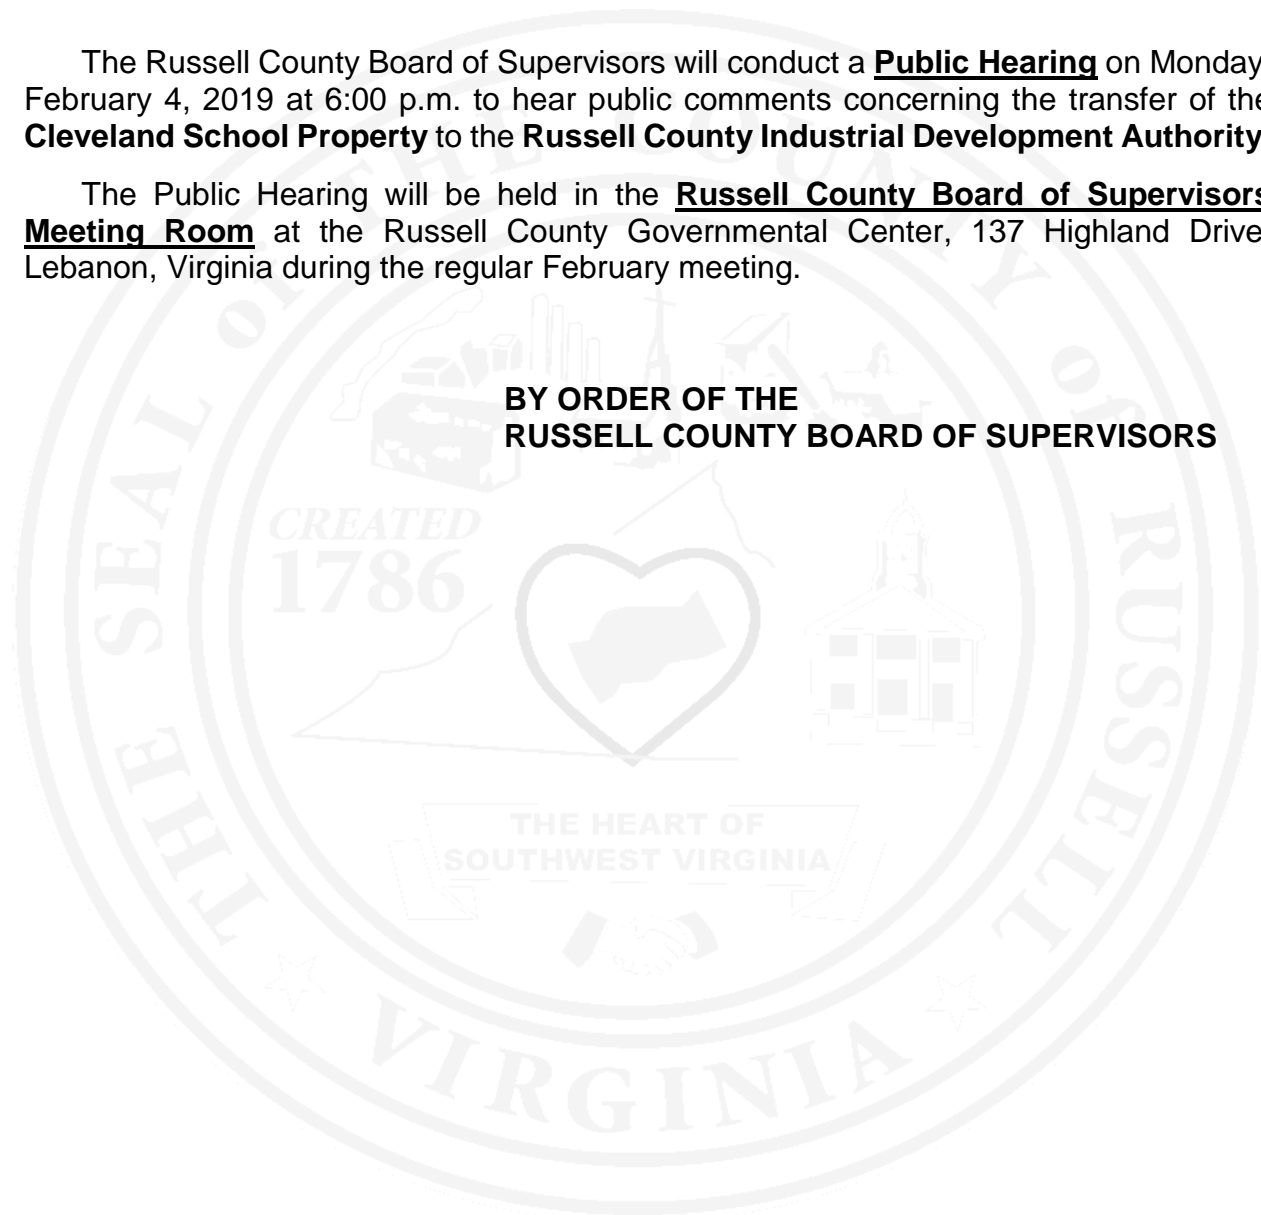 The Russell County Board of Supervisors will conduct a Public Hearing on Monday
February 4, 2019 at 6:00 p.m. to hear public comments concerning the transfer of the
Cleveland School Property to the Russell County Industrial Development Authority
The Public Hearing will be held in the Russell County Board of Supervisors
Meeting Room at the Russell County Governmental Center, 137 Highland Drive
Lebanon, Virginia during the regular February meeting.
BY ORDER OF THE
RUSSELL COUNTY BOARD OF SUPERVISORS
THE SEAL OF THE COUNTY OF RUSSELL
VIRGINIA
CREATED
1786
THE HEART OF
SOUTHWEST VIRGINIA